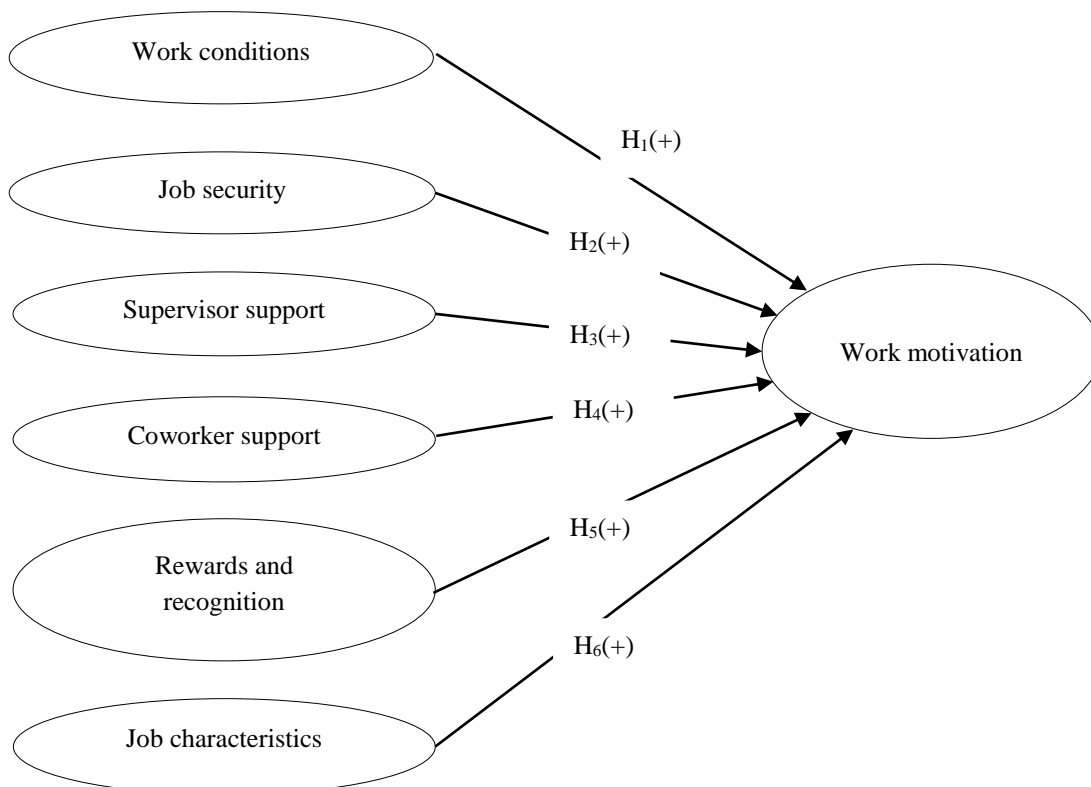 Work conditions
H₁(+)
Job security
H₂(+)
Supervisor support
H₃(+)
Work motivation
Coworker support
H₄(+)
Rewards and
recognition
H₅(+)
H₆(+)
Job characteristics